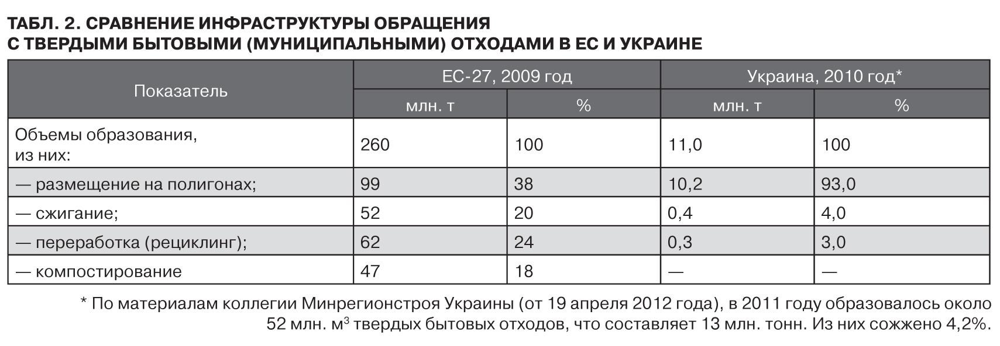 ТАБЛ. 2. СРАВНЕНИЕ ИНФРАСТРУКТУРЫ ОБРАЩЕНИЯ
С ТВЕРДЫМИ БЫТОВЫМИ (МУНИЦИПАЛЬНЫМИ) ОТХОДАМИ В ЕС И УКРАИНЕ
Показатель ЕС-27, 2009 год Украина, 2010 год*
млн. т % млн. т %
Объемы образования,
из них: 260 100 11,0 100
— размещение на полигонах; 99 38 10,2 93,0
— сжигание; 52 20 0,4 4,0
— переработка (рециклинг); 62 24 0,3 3,0
— компостирование 47 18 — —
* По материалам коллегии Минрегионстроя Украины (от 19 апреля 2012 года), в 2011 году образовалось около
52 млн. м³ твердых бытовых отходов, что составляет 13 млн. тонн. Из них сожжено 4,2%.